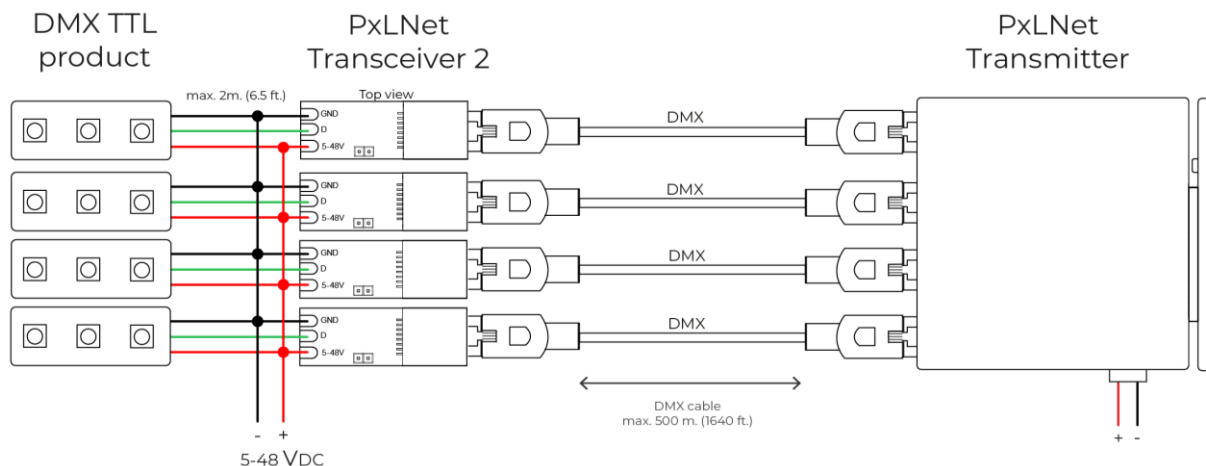 DMX TTL
product
PxLNet
Transceiver 2
PxLNet
Transmitter
max. 2m. (6.5 ft.)
Top view
GND
D
5-48V
DMX
GND
D
5-48V
DMX
GND
D
5-48V
DMX
GND
D
5-48V
DMX
DMX cable
max. 500 m. (1640 ft.)
- +
5-48 VDC
+ -